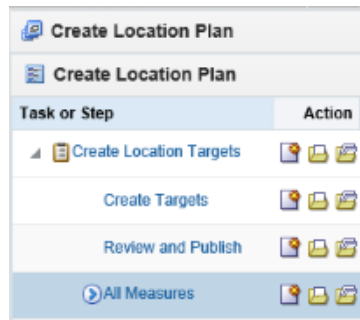 Create Location Plan
Create Location Plan
Task or Step Action
Create Location Targets
Create Targets
Review and Publish
All Measures